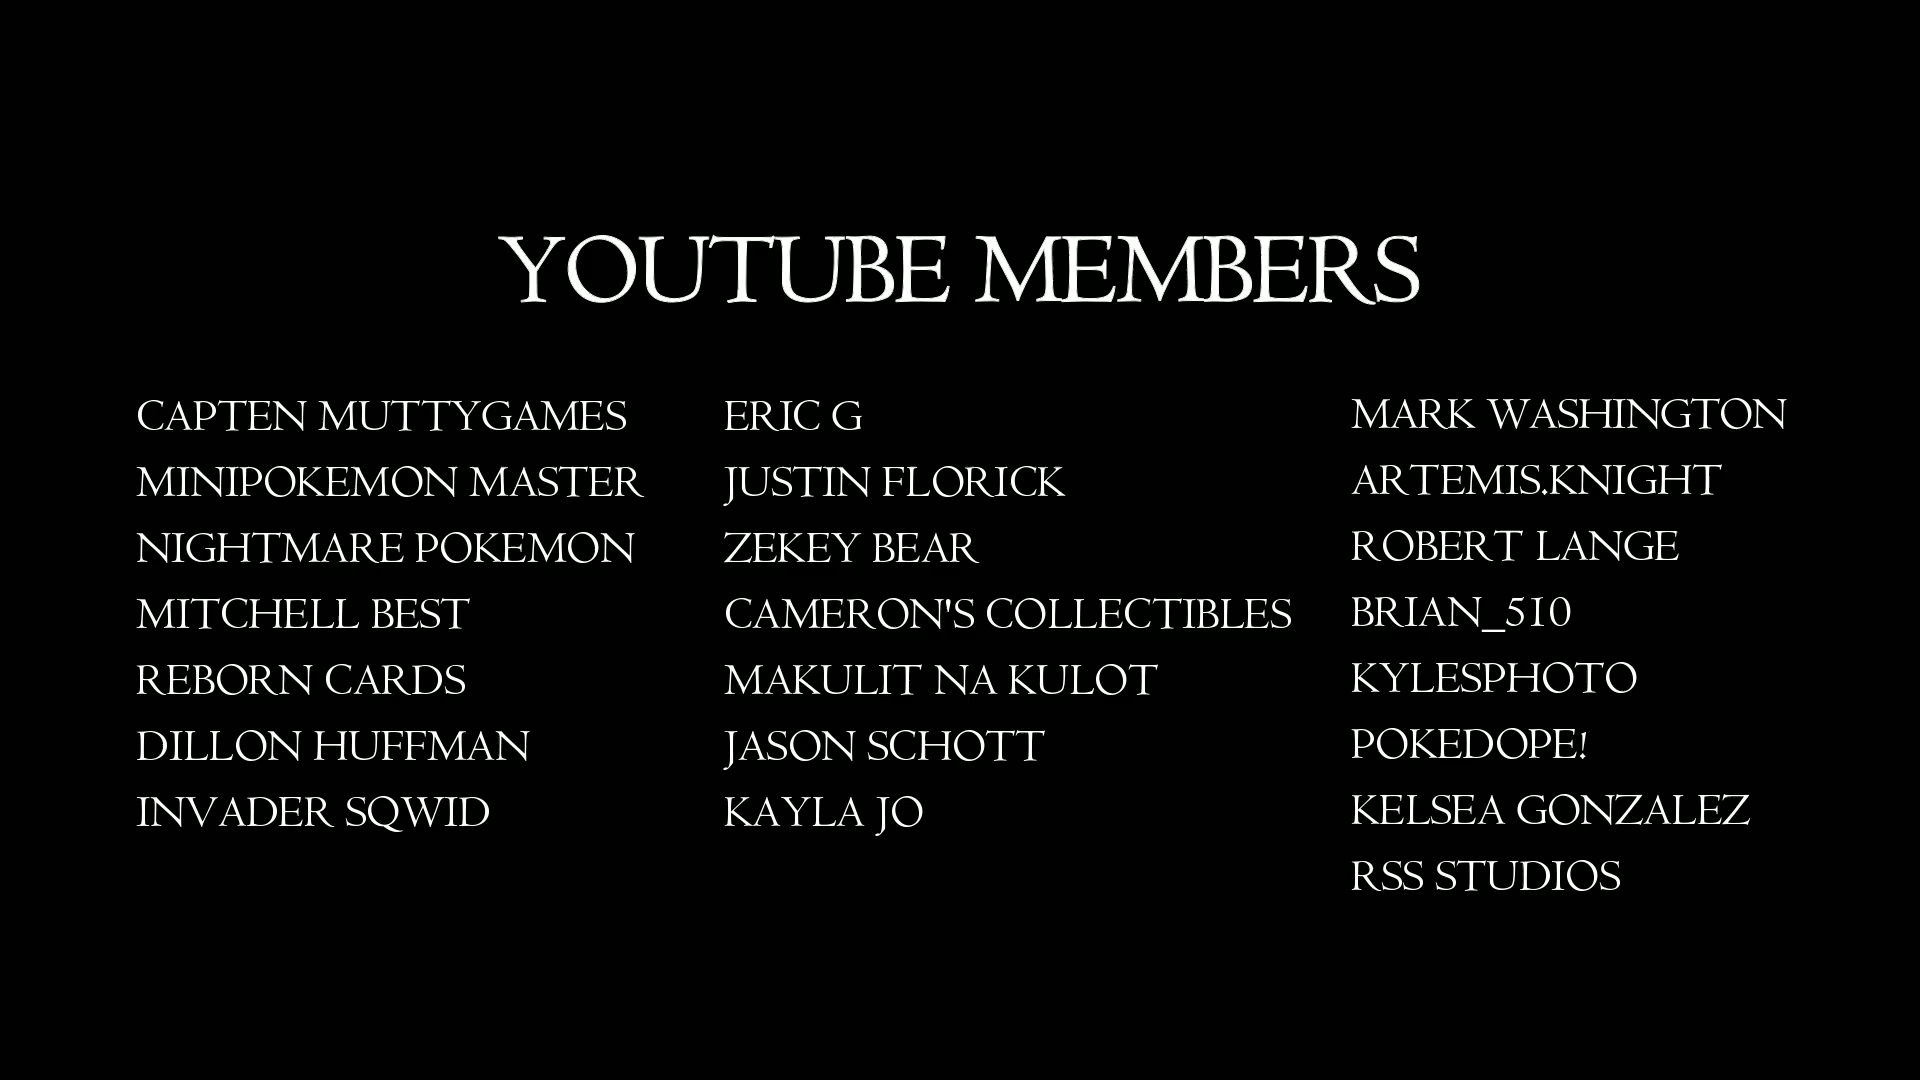 YOUTUBE MEMBERS
CAPTEN MUTTYGAMES
MINIPOKEMON MASTER
NIGHTMARE POKEMON
MITCHELL BEST
REBORN CARDS
DILLON HUFFMAN
INVADER SQWID
ERIC G
JUSTIN FLORICK
ZEKEY BEAR
CAMERON'S COLLECTIBLES
MAKULIT NA KULOT
JASON SCHOTT
KAYLA JO
MARK WASHINGTON
ARTEMIS.KNIGHT
ROBERT LANGE
BRIAN_510
KYLESPHOTO
POKEDOPE!
KELSEA GONZALEZ
RSS STUDIOS